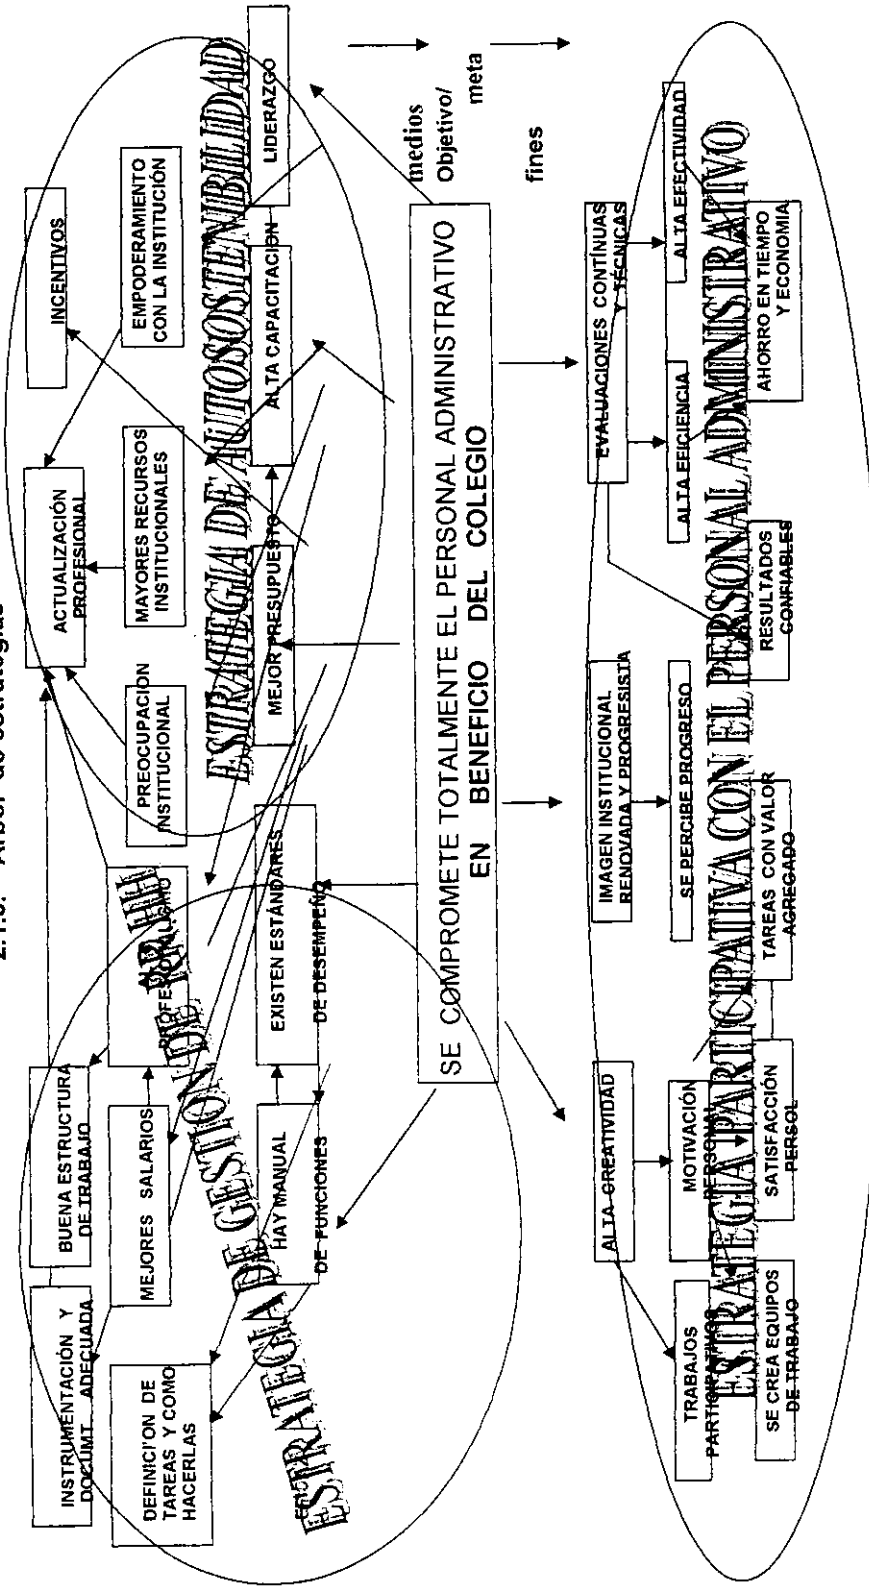 2.1.3. Arbol de estrategias
INSTRUMENTACIÓN Y
DOCUMT ADECUADA
BUENA ESTRUCTURA
DE TRABAJO
ACTUALIZACIÓN
PROFESIONAL
INCENTIVOS
DEFINICI'ON DE
TAREAS Y COMO
HACERLAS
MEJORES SALARIOS
PROFESIONALISMO
PREOCUPACION
INSTITUCIONAL
MAYORES RECURSOS
INSTITUCIONALES
EMPODERAMIENTO
CON LA INSTITUCIÓN
ESTRATEGIA DE GESTION DE RR.HH
ESTRATEGIA DE AUTOSOSTENIBILIDAD
HAY MANUAL
DE FUNCIONES
EXISTEN ESTÁNDARES
DE DESEMPEÑO
MEJOR PRESUPUESTO
ALTA CAPACITACIÓN
LIDERAZGO
medios
Objetivo/
meta
fines
SE COMPROMETE TOTALMENTE EL PERSONAL ADMINISTRATIVO
EN BENEFICIO DEL COLEGIO
ALTA CREATIVIDAD
IMAGEN INSTITUCIONAL
RENOVADA Y PROGRESISTA
EVALUACIONES CONTÍNUAS
Y TÉCNICAS
TRABAJOS
PARTICIPATIVOS
MOTIVACIÓN
PERSONAL
SE PERCIBE PROGRESO
ALTA EFICIENCIA
ALTA EFECTIVIDAD
ESTRATEGIA PARTICIPATIVA CON EL PERSONAL ADMINISTRATIVO
SE CREA EQUIPOS
DE TRABAJO
SATISFACCIÓN
PERSOL
TAREAS CON VALOR
AGREGADO
RESULTADOS
CONFIABLES
AHORRO EN TIEMPO
Y ECONOMIA